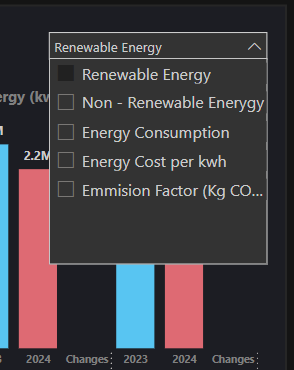 Renewable Energy
Renewable Energy
ergy (kw
Non - Renewable Enerygy
Energy Consumption
2.2M
Energy Cost per kwh
Emmision Factor (Kg CO...
2024
Changes
2023
2024
Changes